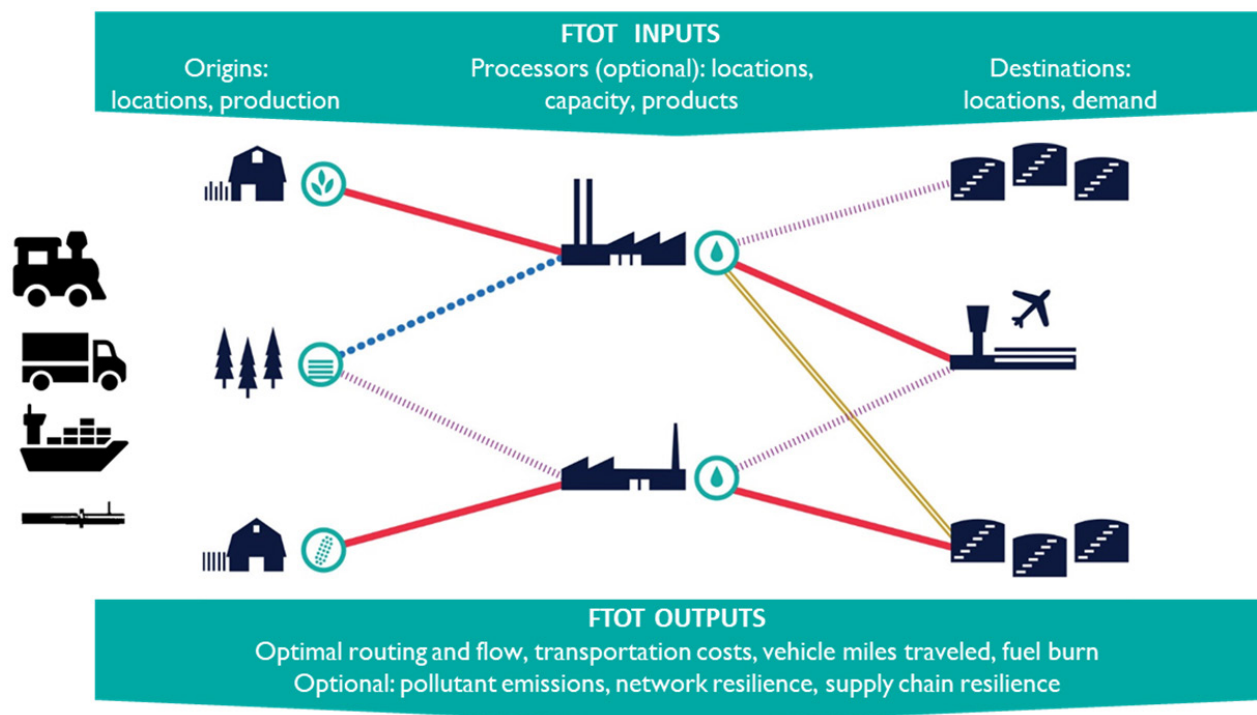 FTOT INPUTS
Origins:
locations, production
Processors (optional): locations,
capacity, products
Destinations:
locations, demand
FTOT OUTPUTS
Optimal routing and flow, transportation costs, vehicle miles traveled, fuel burn
Optional: pollutant emissions, network resilience, supply chain resilience